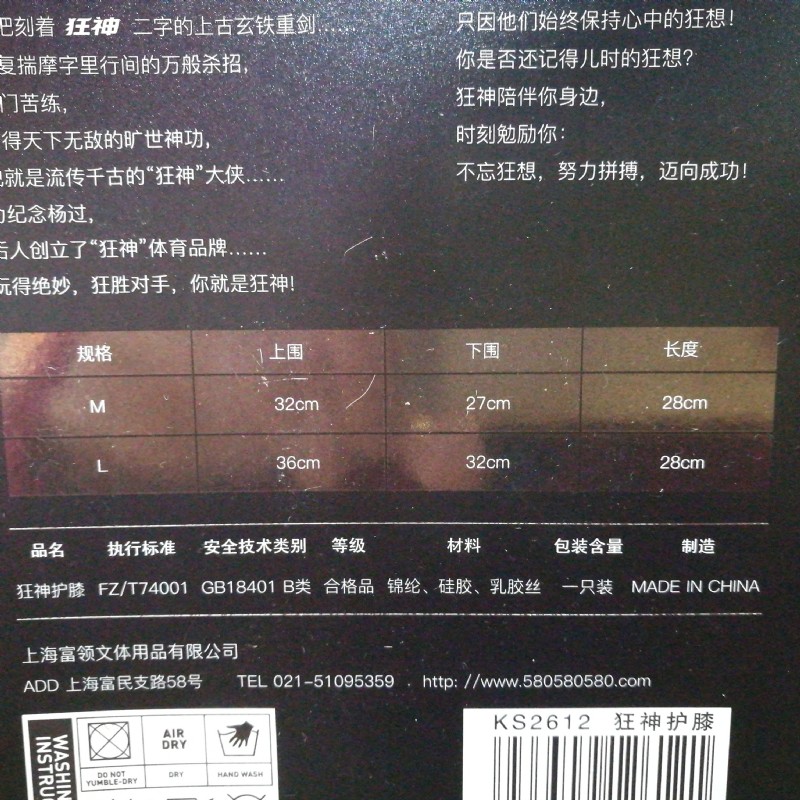 把刻着 狂神 二字的上古玄铁重剑……
复揣摩字里行间的万般杀招，
门苦练，
得天下无敌的旷世神功，
就是流传千古的“狂神”大侠……
纪念杨过，
后人创立了“狂神”体育品牌……
玩得绝妙，狂胜对手，你就是狂神！
只因他们始终保持心中的狂想！
你是否还记得儿时的狂想？
狂神陪伴你身边，
时刻勉励你：
不忘狂想，努力拼搏，迈向成功！
规格 上围 下围 长度
M 32cm 27cm 28cm
L 36cm 32cm 28cm
品名 执行标准 安全技术类别 等级 材料 包装含量 制造
狂神护膝 FZ/T74001 GB18401 B类 合格品 锦纶、硅胶、乳胶丝 一只装 MADE IN CHINA
上海富领文体用品有限公司
ADD 上海富民支路58号 TEL 021-51095359 . http: //www.580580580.com
WASHIN
INSTRUC
AIR
DRY
DO NOT
YUMBLE-DRY
DRY
HAND WASH
KS2612 狂神护膝